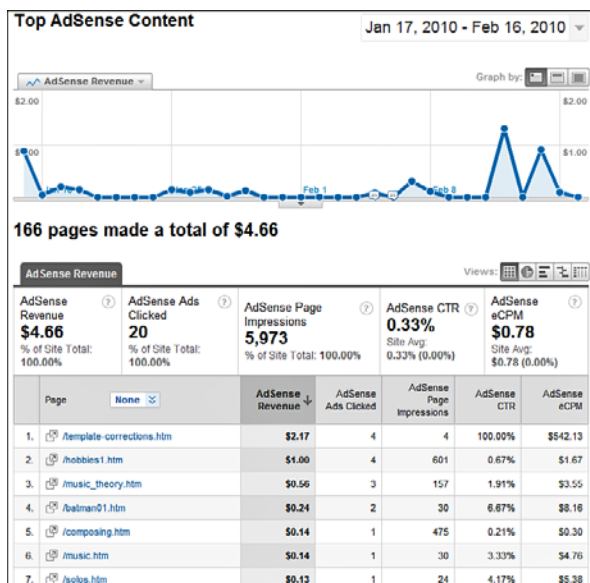 Top AdSense Content
Jan 17, 2010 - Feb 16, 2010
AdSense Revenue
Graph by:
$2.00 $2.00
$1.00
Feb 1 Feb 8
166 pages made a total of $4.66
AdSense Revenue
Views:
AdSense Revenue
$4.66
% of Site Total:
100.00%
AdSense Ads Clicked
20
% of Site Total:
100.00%
AdSense Page Impressions
5,973
% of Site Total: 100.00%
AdSense CTR
0.33%
Site Avg:
0.33% (0.00%)
AdSense eCPM
$0.78
Site Avg:
$0.78 (0.00%)
Page None AdSense Revenue AdSense Ads Clicked AdSense Page Impressions AdSense CTR AdSense eCPM
1. /template-corrections.htm $2.17 4 4 100.00% $542.13
2. /hobbies1.htm $1.00 4 601 0.67% $1.67
3. /music_theory.htm $0.56 3 157 1.91% $3.55
4. /batman01.htm $0.24 2 30 6.67% $8.16
5. /composing.htm $0.14 1 475 0.21% $0.30
6. /music.htm $0.14 1 30 3.33% $4.76
7. /solos.htm $0.13 1 24 4.17% $5.38